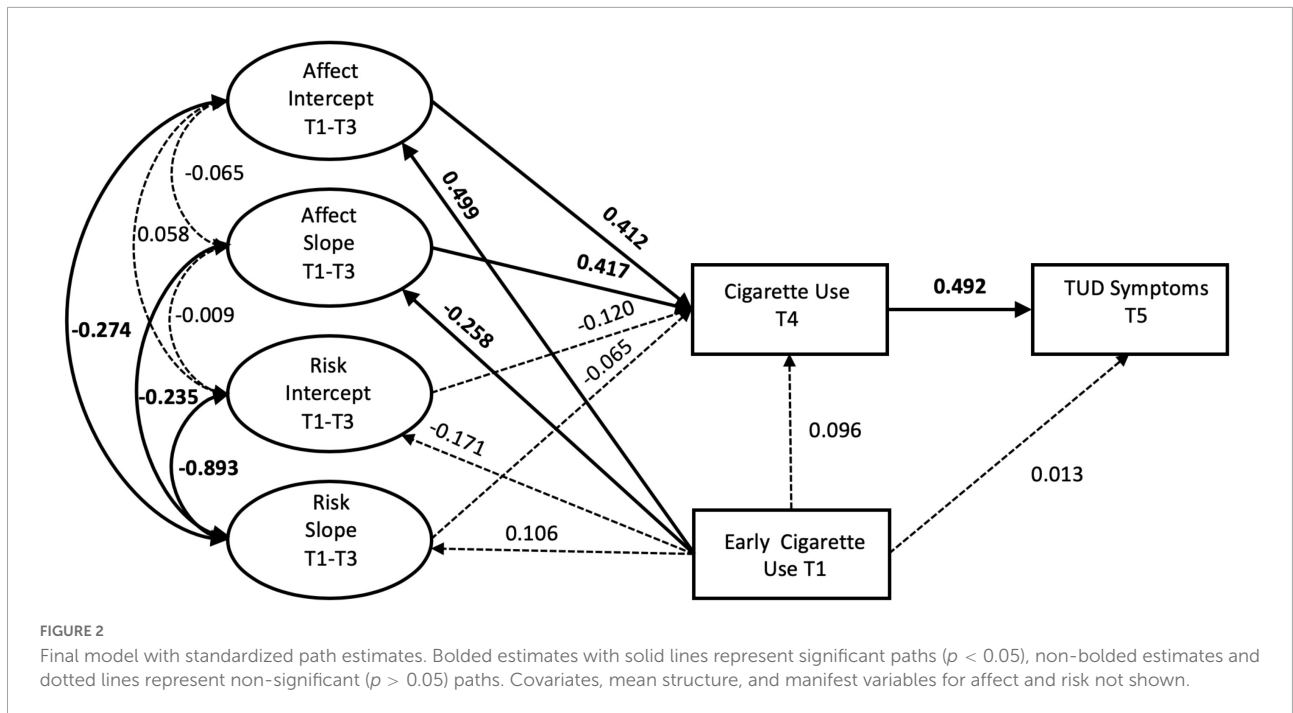 Affect
Intercept
T1-T3
-0.065
0.499
0.412
Affect
Slope
T1-T3
0.058
0.417
Cigarette Use
T4
0.492
TUD Symptoms
T5
-0.009
-0.274
-0.258
-0.120
-0.065
Risk
Intercept
T1-T3
-0.235
-0.171
0.096
-0.893
0.013
Risk
Slope
T1-T3
0.106
Early Cigarette
Use T1
FIGURE 2
Final model with standardized path estimates. Bolded estimates with solid lines represent significant paths (p < 0.05), non-bolded estimates and
dotted lines represent non-significant (p > 0.05) paths. Covariates, mean structure, and manifest variables for affect and risk not shown.